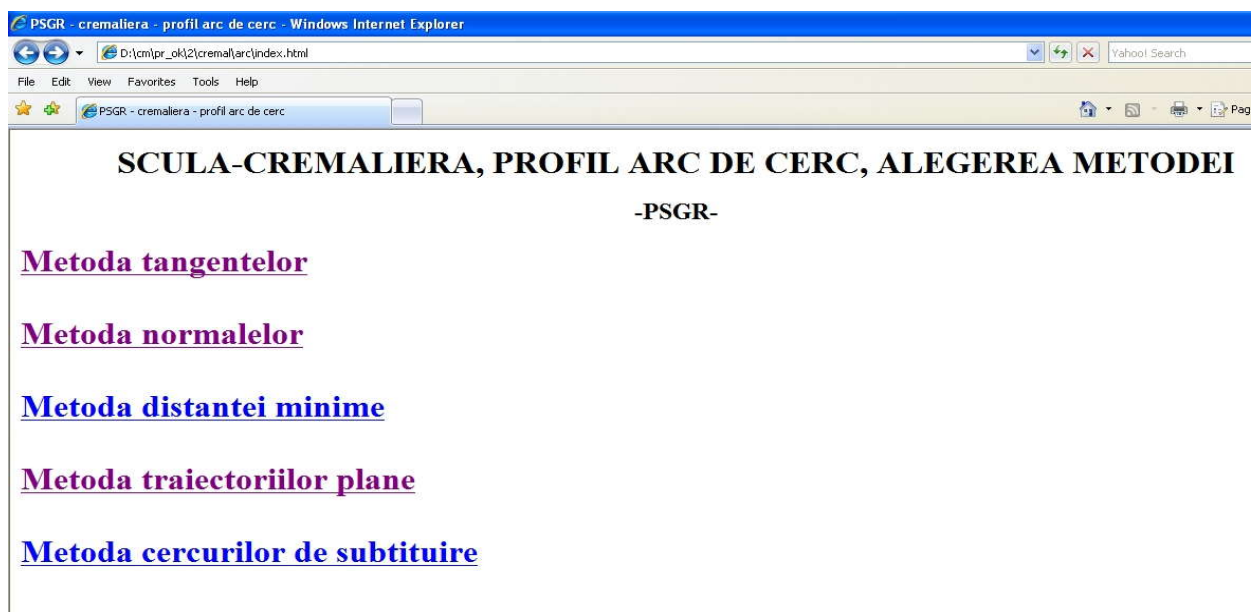 PSGR - cremaliera - profil arc de cerc - Windows Internet Explorer
D:\cm\pr_ok\2\cremal\arc\index.html
Yahoo! Search
File Edit View Favorites Tools Help
PSGR - cremaliera - profil arc de cerc
Pag
SCULA-CREMALIERA, PROFIL ARC DE CERC, ALEGEREA METODEI
-PSGR-
Metoda tangentelor
Metoda normalelor
Metoda distantei minime
Metoda traiectoriilor plane
Metoda cercurilor de subtituire